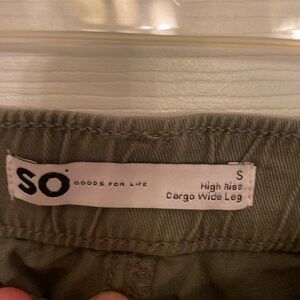 SO GOODS FOR LIFE
S
High Rise
Cargo Wide Leg